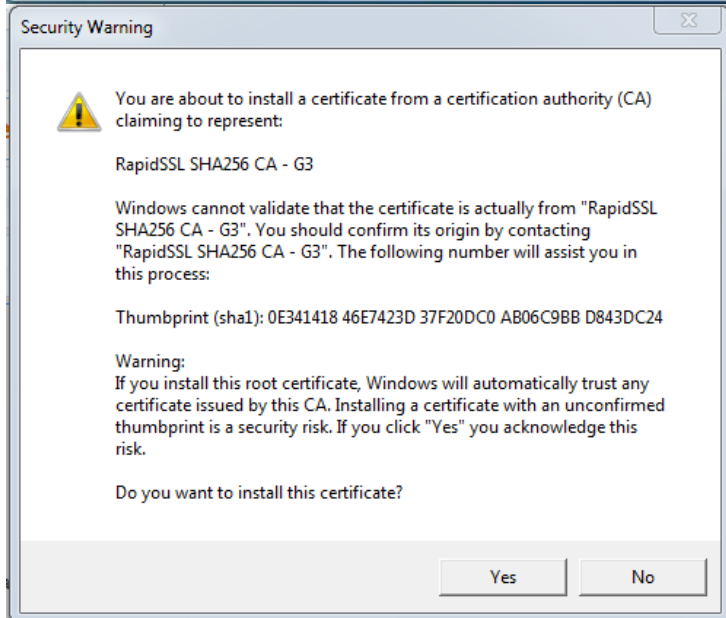 Security Warning
You are about to install a certificate from a certification authority (CA)
claiming to represent:
RapidSSL SHA256 CA - G3
Windows cannot validate that the certificate is actually from "RapidSSL
SHA256 CA - G3". You should confirm its origin by contacting
"RapidSSL SHA256 CA - G3". The following number will assist you in
this process:
Thumbprint (sha1): 0E341418 46E7423D 37F20DC0 AB06C9BB D843DC24
Warning:
If you install this root certificate, Windows will automatically trust any
certificate issued by this CA. Installing a certificate with an unconfirmed
thumbprint is a security risk. If you click "Yes" you acknowledge this
risk.
Do you want to install this certificate?
Yes
No